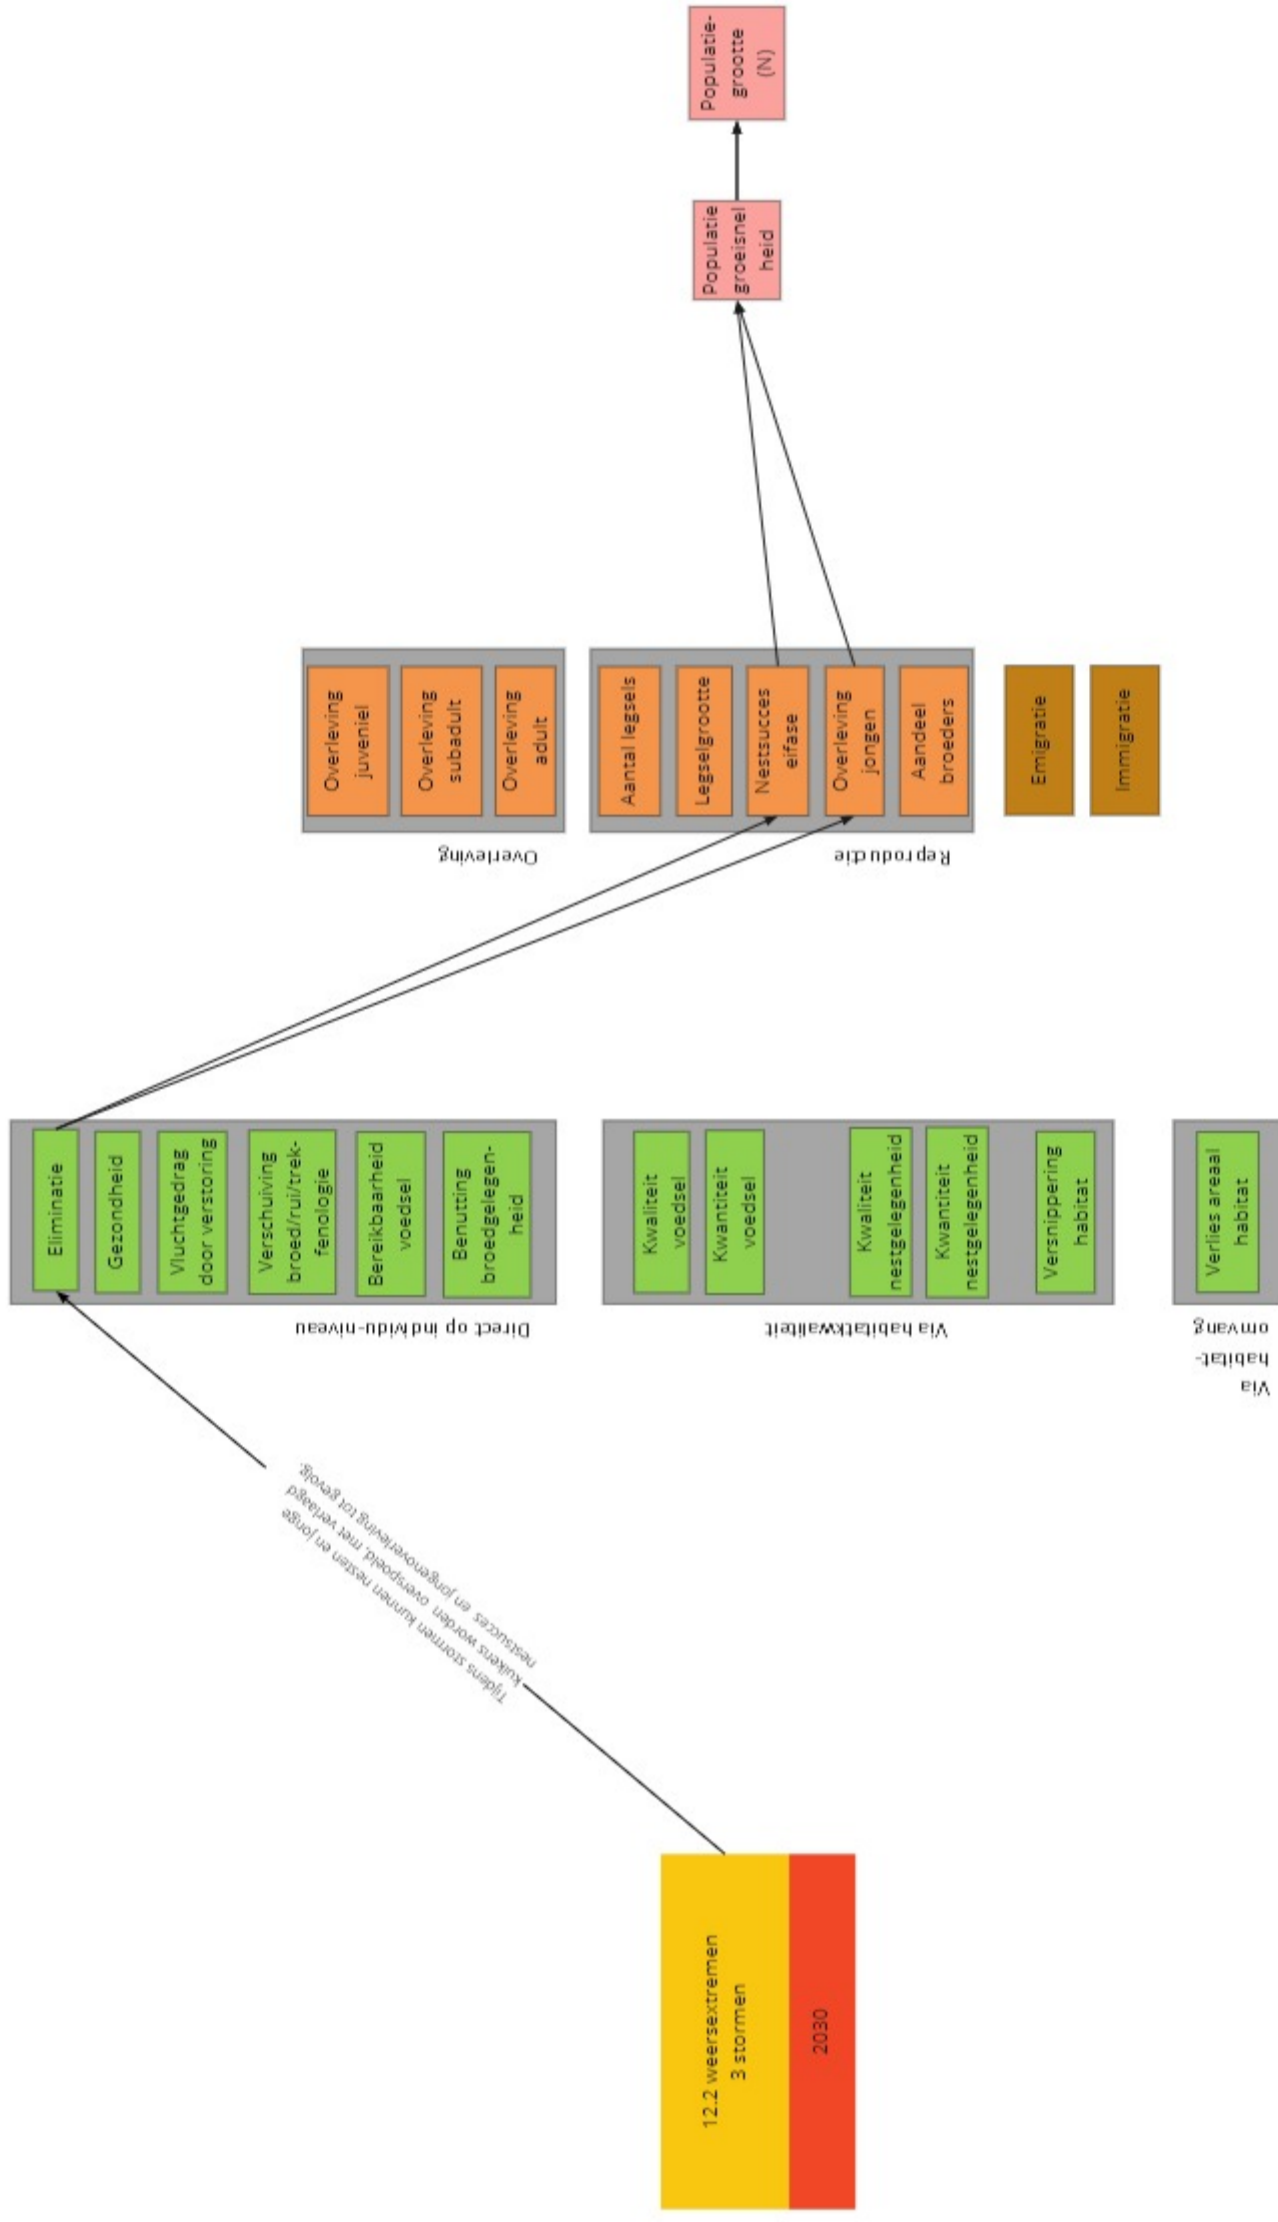 12.2 weersextremen
3 stormen
2030
Tijdens stormen kunnen nesten en jonge
kuikens worden overspoeld, met verlaagd
nestsucces en jongenoverleving tot gevolg.
Direct op individu-niveau
Eliminatie
Gezondheid
Vluchtgedrag
door verstoring
Verschuiving
broed/rui/trek-
fenologie
Bereikbaarheid
voedsel
Benutting
broedgelegen-
heid
Via habitatkwaliteit
Kwaliteit
voedsel
Kwantiteit
voedsel
Kwaliteit
nestgelegenheid
Kwantiteit
nestgelegenheid
Versnippering
habitat
Via
habitat-
omvang
Verlies areaal
habitat
Overleving
Overleving
juveniel
Overleving
subadult
Overleving
adult
Reproductie
Aantal legsels
Legselgrootte
Nestsucces
eifase
Overleving
jongen
Aandeel
broeders
Emigratie
Immigratie
Populatie
groeisnel
heid
Populatie-
grootte
(N)